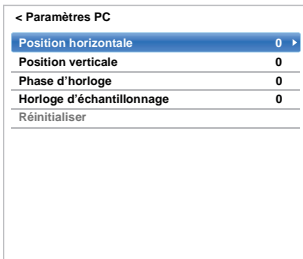 < Paramètres PC
Position horizontale 0
Position verticale 0
Phase d'horloge 0
Horloge d'échantillonnage 0
Réinitialiser